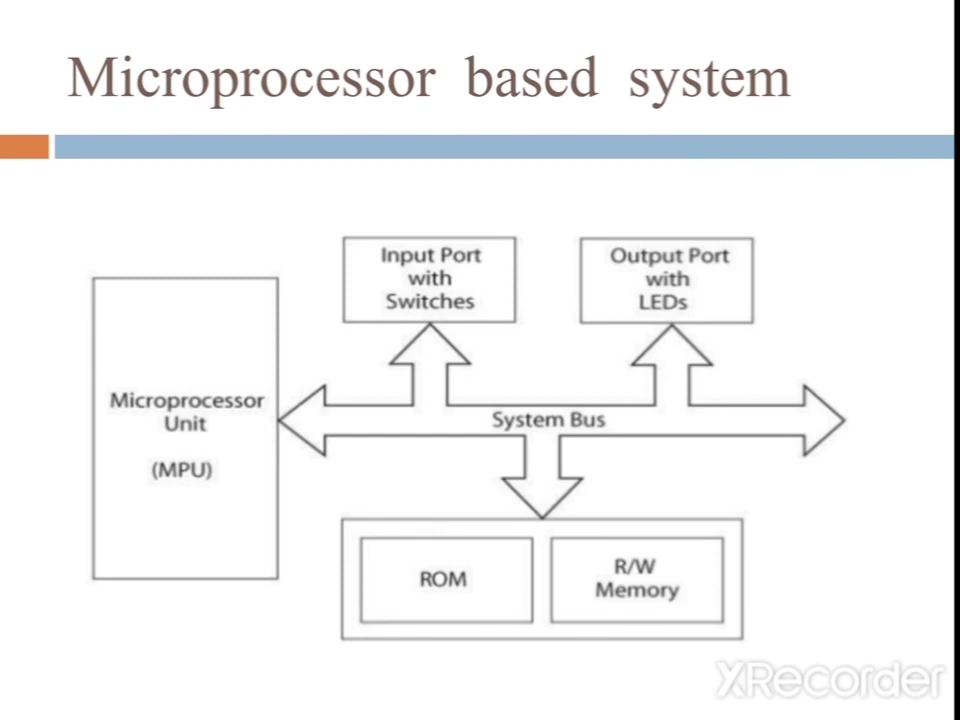 Microprocessor based system
Input Port
with
Switches
Output Port
with
LEDs
Microprocessor
Unit
(MPU)
System Bus
ROM
R/W
Memory
XRecorder